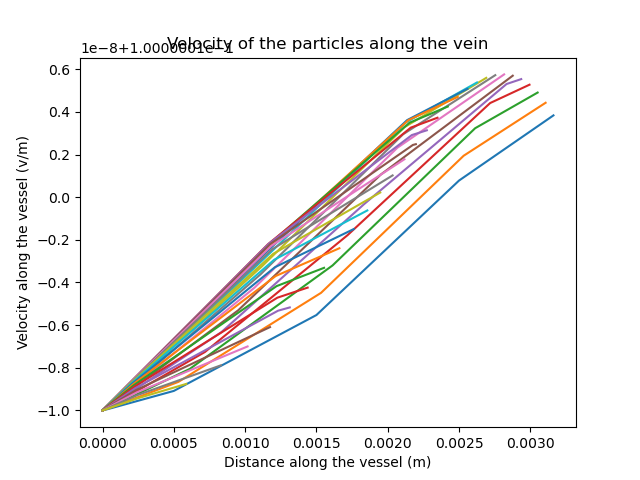 Velocity of the particles along the vein
1e−8+1.0000001e−1
0.6
0.4
0.2
0.0
−0.2
−0.4
−0.6
−0.8
−1.0
Velocity along the vessel (v/m)
0.0000 0.0005 0.0010 0.0015 0.0020 0.0025 0.0030
Distance along the vessel (m)